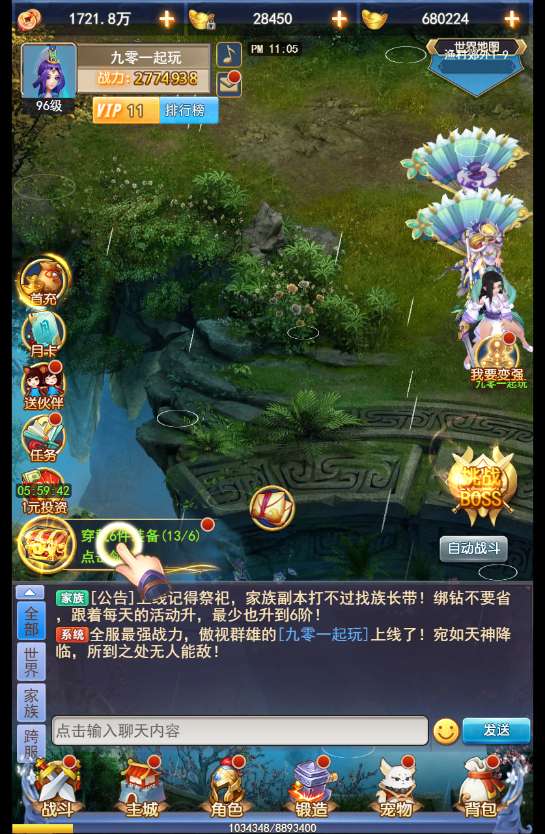 1721.8万
28450
680224
九零一起玩
战力:2774938
96级
VIP 11
排行榜
PM 11.05
世界地图
首充
月卡
送伙伴
任务
05:59:42
1元投资
(13/6)
我要变强
九零一起玩
挑战
BOSS
自动战斗
全部
世界
家族
跨服
家族 [公告]上线记得祭祀，家族副本打不过找族长带！绑钻不要省
，跟着每天的活动升，最少也升到6阶！
系统 全服最强战力，傲视群雄的[九零一起玩]上线了！宛如天神降
临，所到之处无人能敌！
点击输入聊天内容
发送
战斗
主城
角色
锻造
宠物
背包
1034348/8893400